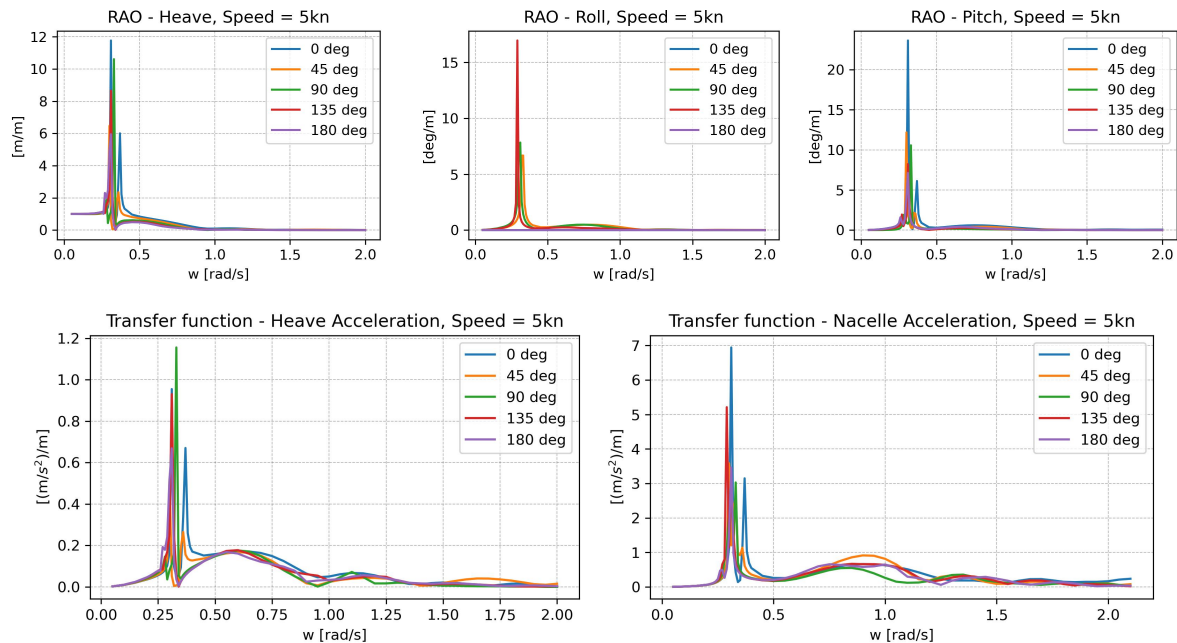 RAO - Heave, Speed = 5kn
[m/m]
12
10
8
6
4
2
0
0 deg
45 deg
90 deg
135 deg
180 deg
0.0 0.5 1.0 1.5 2.0
w [rad/s]
RAO - Roll, Speed = 5kn
[deg/m]
15
10
5
0
0 deg
45 deg
90 deg
135 deg
180 deg
0.0 0.5 1.0 1.5 2.0
w [rad/s]
RAO - Pitch, Speed = 5kn
[deg/m]
20
15
10
5
0
0 deg
45 deg
90 deg
135 deg
180 deg
0.0 0.5 1.0 1.5 2.0
w [rad/s]
Transfer function - Heave Acceleration, Speed = 5kn
[(m/s²)/m]
1.2
1.0
0.8
0.6
0.4
0.2
0.0
0 deg
45 deg
90 deg
135 deg
180 deg
0.00 0.25 0.50 0.75 1.00 1.25 1.50 1.75 2.00
w [rad/s]
Transfer function - Nacelle Acceleration, Speed = 5kn
[(m/s²)/m]
7
6
5
4
3
2
1
0
0 deg
45 deg
90 deg
135 deg
180 deg
0.0 0.5 1.0 1.5 2.0
w [rad/s]